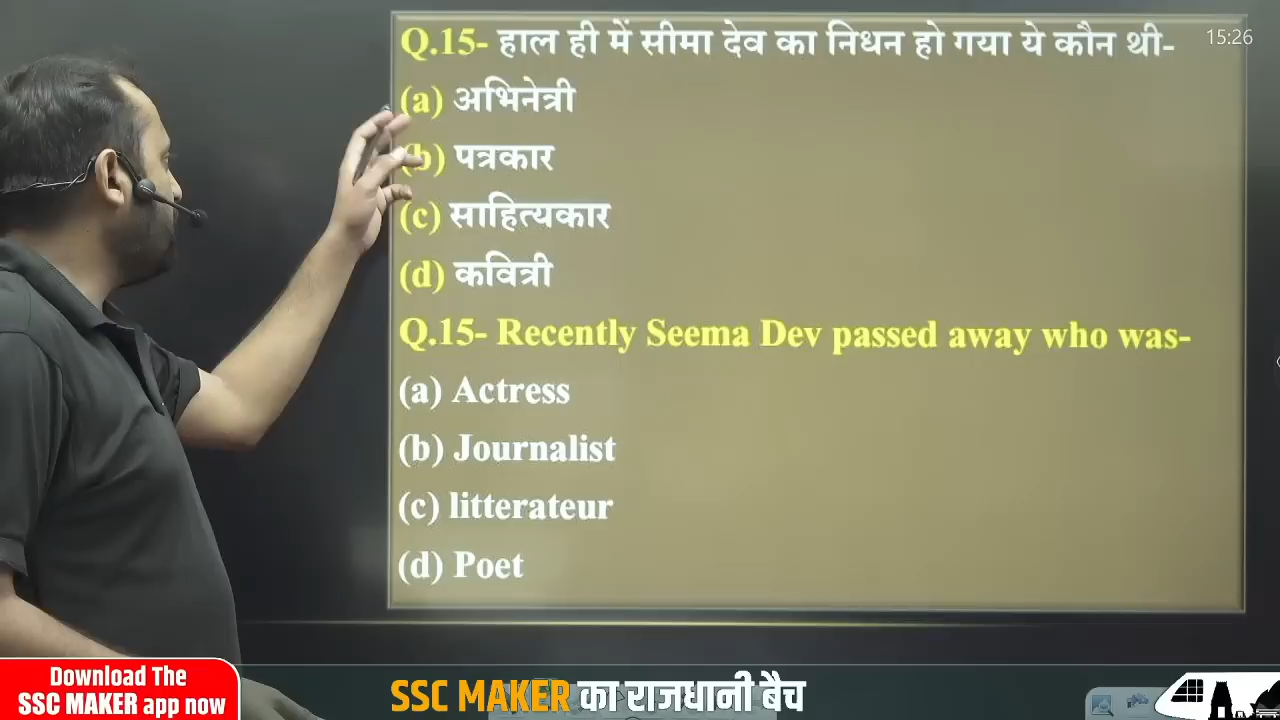 Q.15- हाल ही में सीमा देव का निधन हो गया ये कौन थी-
15:26
(a) अभिनेत्री
(b) पत्रकार
(c) साहित्यकार
(d) कवित्री
Q.15- Recently Seema Dev passed away who was-
(a) Actress
(b) Journalist
(c) litterateur
(d) Poet
Download The
SSC MAKER app now
SSC MAKER का राजधानी बैच